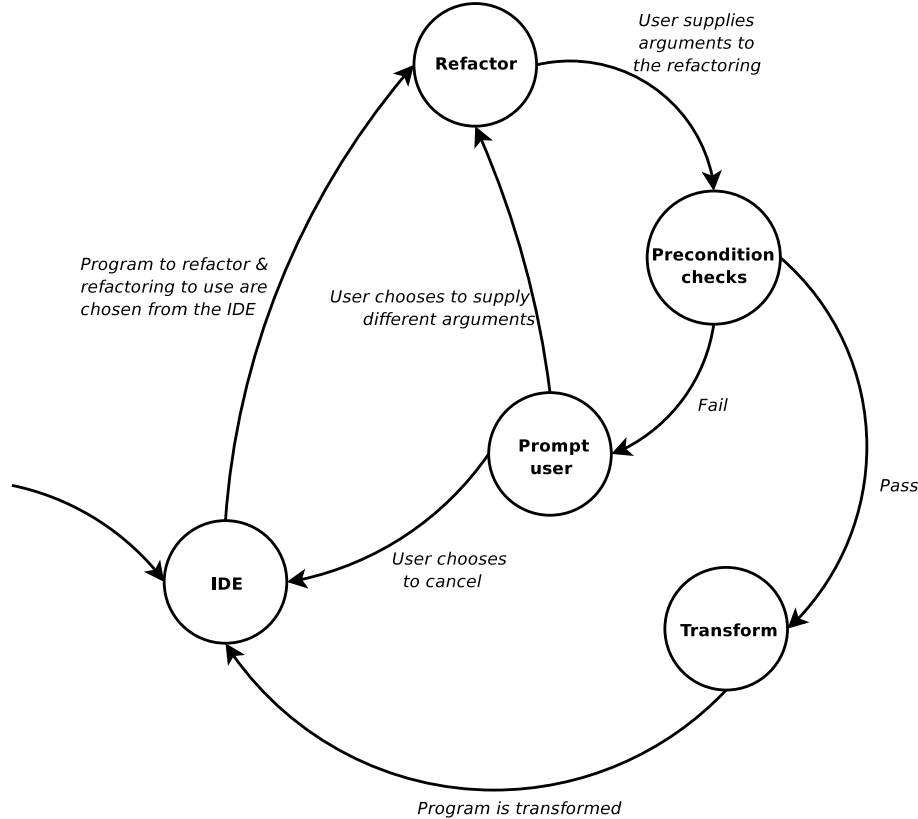 User supplies
arguments to
the refactoring
Refactor
Precondition
checks
Program to refactor &
refactoring to use are
chosen from the IDE
User chooses to supply
different arguments
Fail
Prompt
user
Pass
User chooses
to cancel
IDE
Transform
Program is transformed